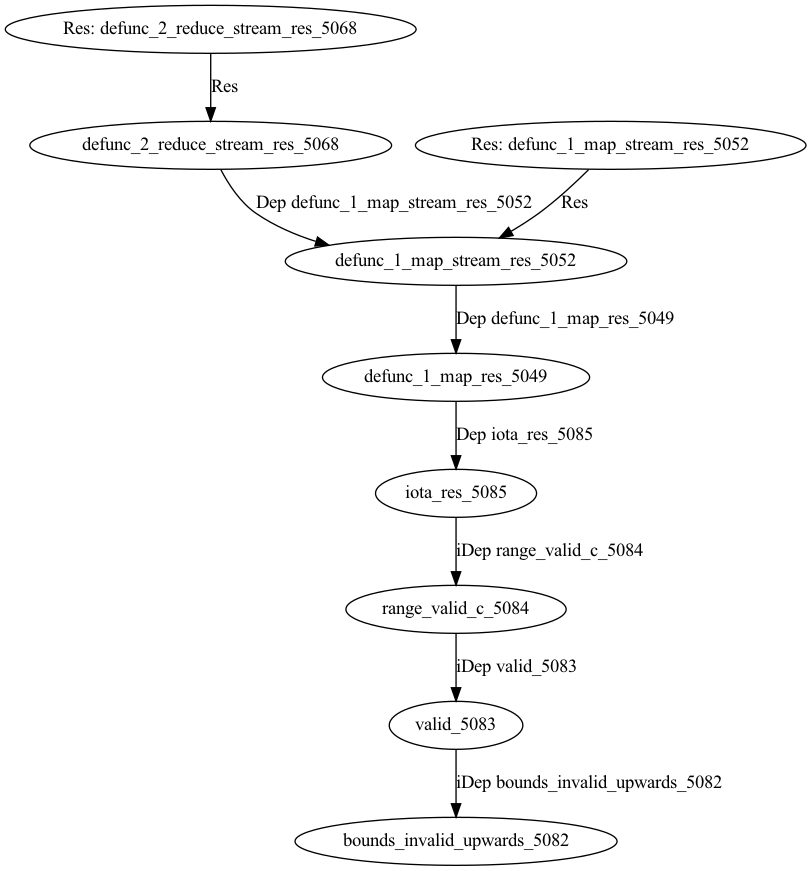 Res: defunc_2_reduce_stream_res_5068
Res
defunc_2_reduce_stream_res_5068
Res: defunc_1_map_stream_res_5052
Dep defunc_1_map_stream_res_5052
Res
defunc_1_map_stream_res_5052
Dep defunc_1_map_res_5049
defunc_1_map_res_5049
Dep iota_res_5085
iota_res_5085
iDep range_valid_c_5084
range_valid_c_5084
iDep valid_5083
valid_5083
iDep bounds_invalid_upwards_5082
bounds_invalid_upwards_5082